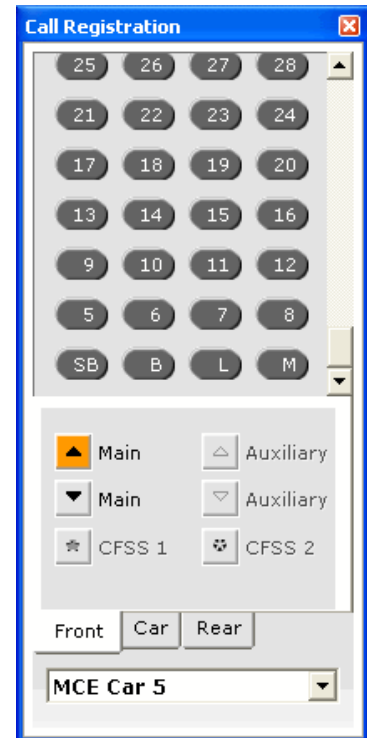 Call Registration
25 26 27 28
21 22 23 24
17 18 19 20
13 14 15 16
9 10 11 12
5 6 7 8
SB B L M
Main Auxiliary
Main Auxiliary
CFSS 1 CFSS 2
Front Car Rear
MCE Car 5